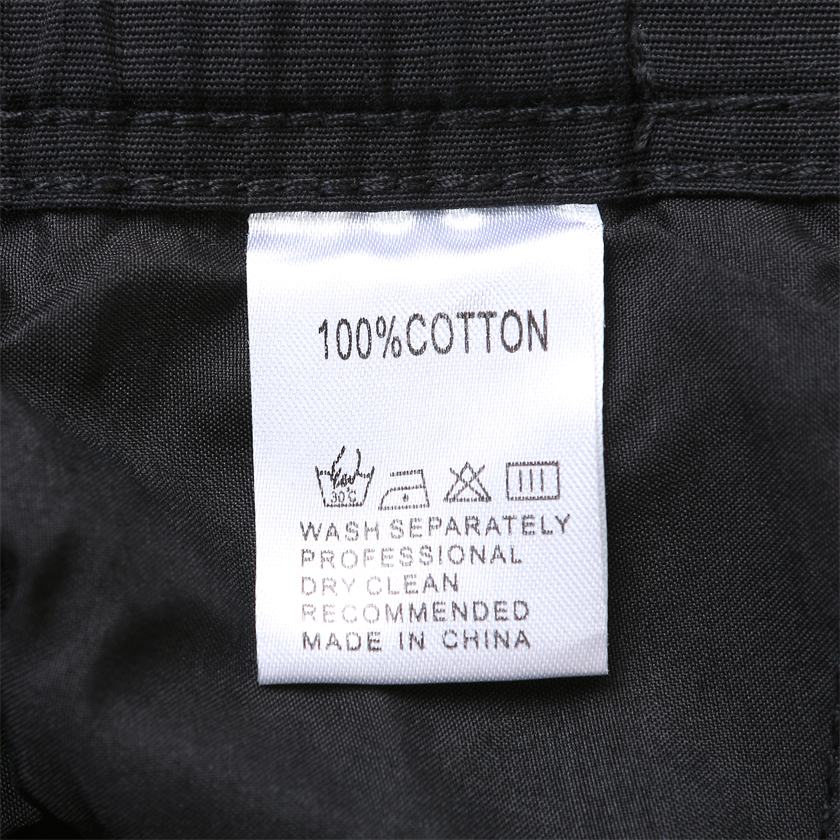 100%COTTON
30°C
WASH SEPARATELY
PROFESSIONAL
DRY CLEAN
RECOMMENDED
MADE IN CHINA